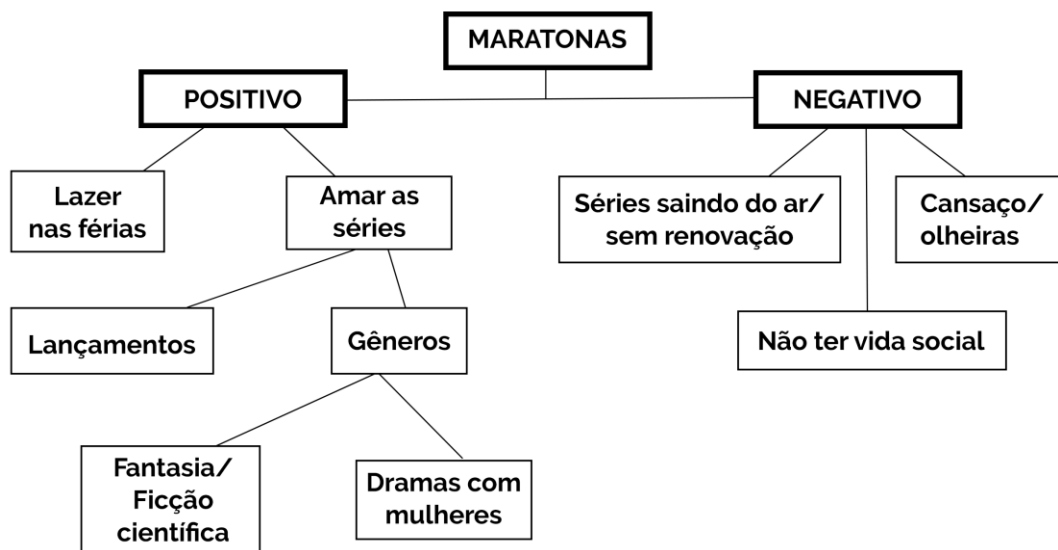 MARATONAS
POSITIVO
NEGATIVO
Lazer
nas férias
Amar as
séries
Séries saindo do ar/
sem renovação
Cansaço/
olheiras
Lançamentos
Gêneros
Não ter vida social
Fantasia/
Ficção
científica
Dramas com
mulheres